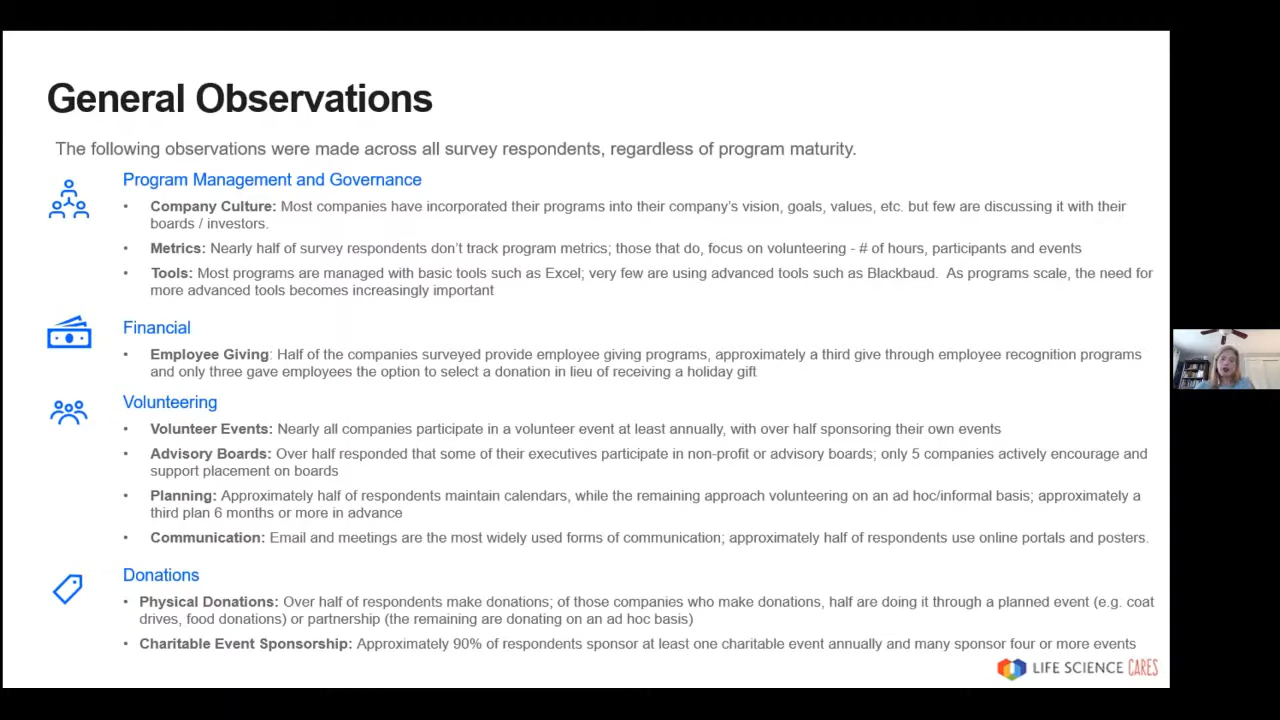 General Observations
The following observations were made across all survey respondents, regardless of program maturity.
Program Management and Governance
• Company Culture: Most companies have incorporated their programs into their company's vision, goals, values, etc. but few are discussing it with their
boards / investors.
• Metrics: Nearly half of survey respondents don't track program metrics; those that do, focus on volunteering - # of hours, participants and events
• Tools: Most programs are managed with basic tools such as Excel; very few are using advanced tools such as Blackbaud. As programs scale, the need for
more advanced tools becomes increasingly important
Financial
• Employee Giving: Half of the companies surveyed provide employee giving programs, approximately a third give through employee recognition programs
and only three gave employees the option to select a donation in lieu of receiving a holiday gift
Volunteering
• Volunteer Events: Nearly all companies participate in a volunteer event at least annually, with over half sponsoring their own events
• Advisory Boards: Over half responded that some of their executives participate in non-profit or advisory boards; only 5 companies actively encourage and
support placement on boards
• Planning: Approximately half of respondents maintain calendars, while the remaining approach volunteering on an ad hoc/informal basis; approximately a
third plan 6 months or more in advance
• Communication: Email and meetings are the most widely used forms of communication; approximately half of respondents use online portals and posters.
Donations
• Physical Donations: Over half of respondents make donations; of those companies who make donations, half are doing it through a planned event (e.g. coat
drives, food donations) or partnership (the remaining are donating on an ad hoc basis)
• Charitable Event Sponsorship: Approximately 90% of respondents sponsor at least one charitable event annually and many sponsor four or more events
LIFE SCIENCE CARES